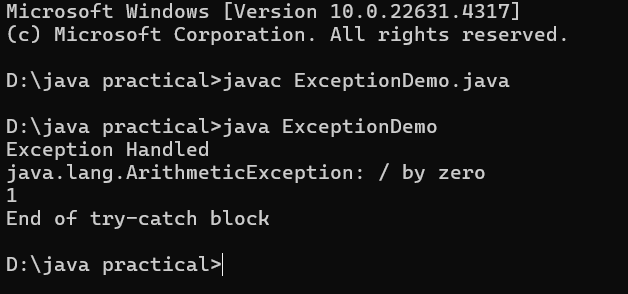 Microsoft Windows [Version 10.0.22631.4317]
(c) Microsoft Corporation. All rights reserved.
D:\java practical>javac ExceptionDemo.java
D:\java practical>java ExceptionDemo
Exception Handled
java.lang.ArithmeticException: / by zero
1
End of try-catch block
D:\java practical>